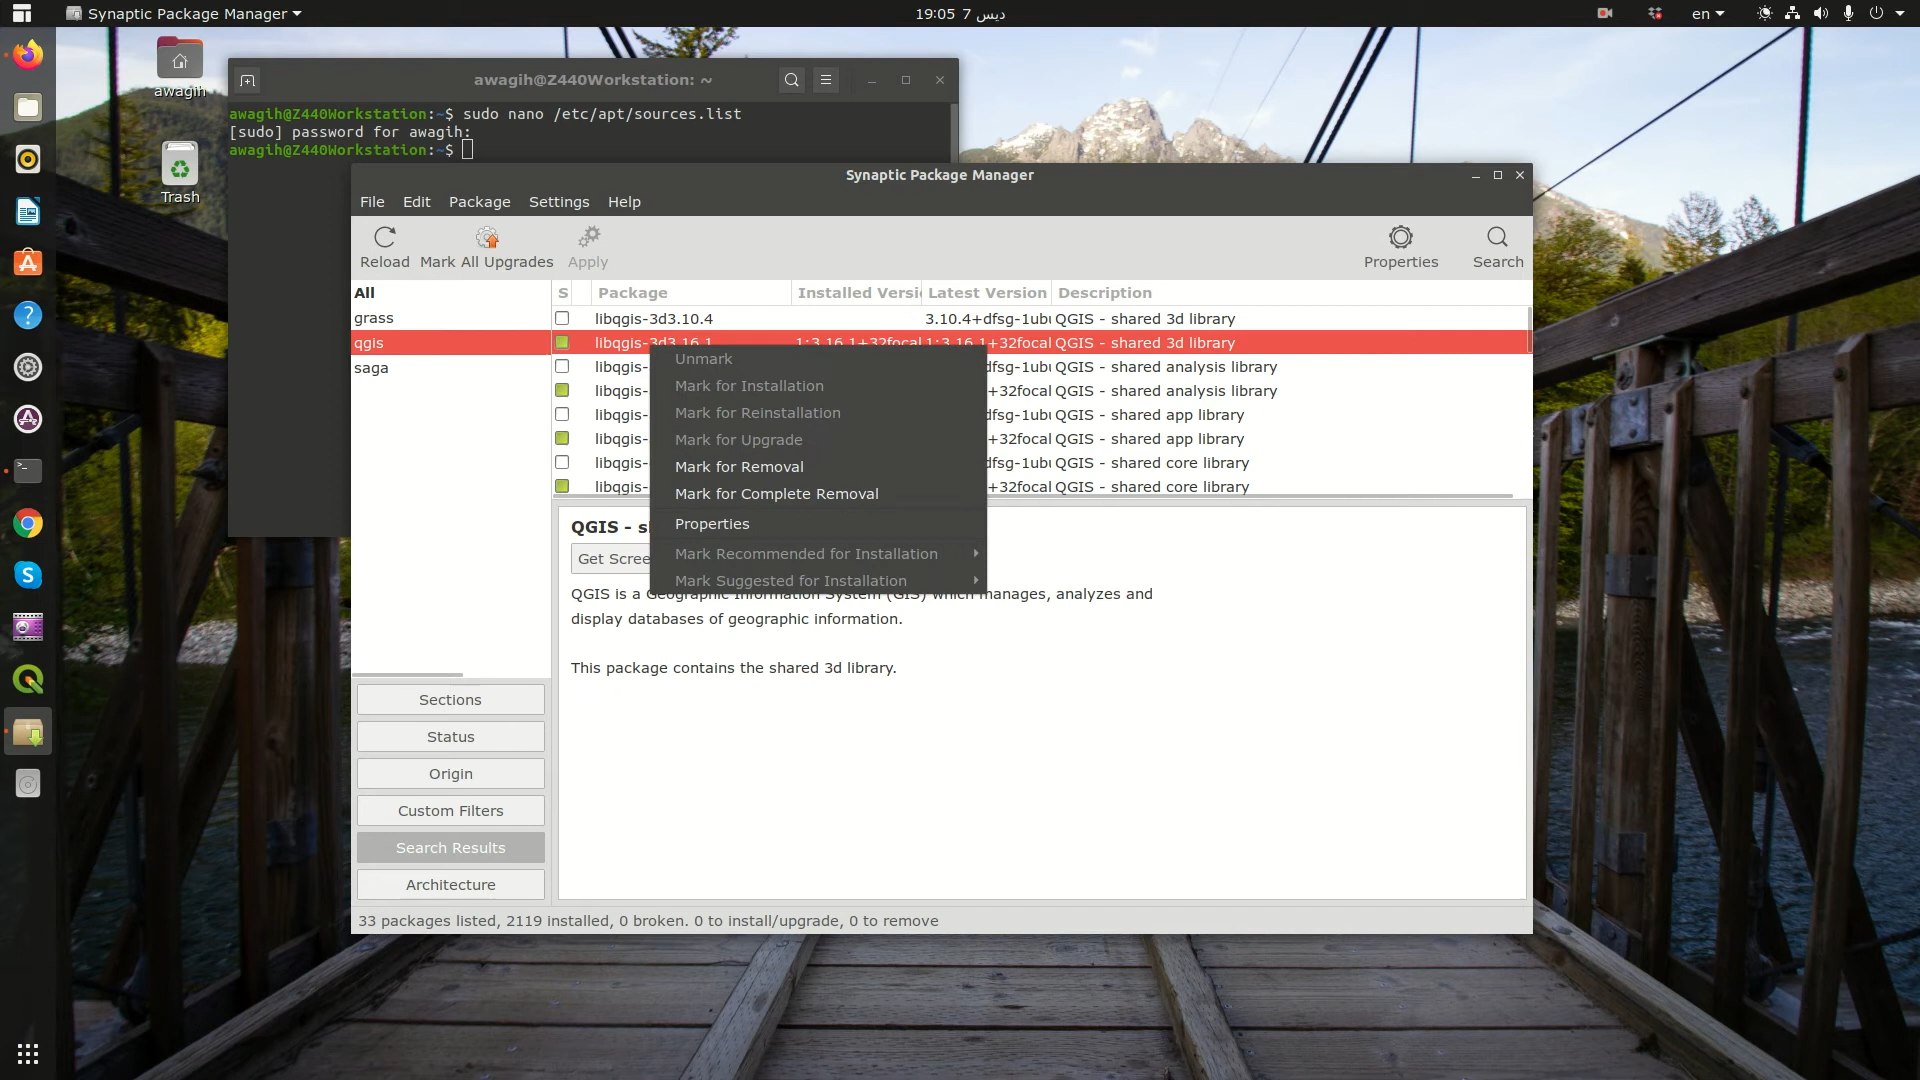 Synaptic Package Manager
19:05 7 ديس
en
awagih
Trash
awagih@Z440Workstation: ~
awagih@Z440Workstation:~$ sudo nano /etc/apt/sources.list
[sudo] password for awagih:
awagih@Z440Workstation:~$
Synaptic Package Manager
File Edit Package Settings Help
Reload Mark All Upgrades Apply Properties Search
All
grass
qgis
saga
S Package Installed Versi Latest Version Description
libqgis-3d3.10.4 3.10.4+dfsg-1ubu QGIS - shared 3d library
libqgis-3d3.16.1 1:3.16.1+32focal 1:3.16.1+32focal QGIS - shared 3d library
libqgis- dfsg-1ubu QGIS - shared analysis library
libqgis- +32focal QGIS - shared analysis library
libqgis- dfsg-1ubu QGIS - shared app library
libqgis- +32focal QGIS - shared app library
libqgis- dfsg-1ubu QGIS - shared core library
libqgis- +32focal QGIS - shared core library
Unmark
Mark for Installation
Mark for Reinstallation
Mark for Upgrade
Mark for Removal
Mark for Complete Removal
Properties
Mark Recommended for Installation
Mark Suggested for Installation
QGIS - s
Get Scree
QGIS is a Geographic Information System (GIS) which manages, analyzes and
display databases of geographic information.
This package contains the shared 3d library.
Sections
Status
Origin
Custom Filters
Search Results
Architecture
33 packages listed, 2119 installed, 0 broken. 0 to install/upgrade, 0 to remove